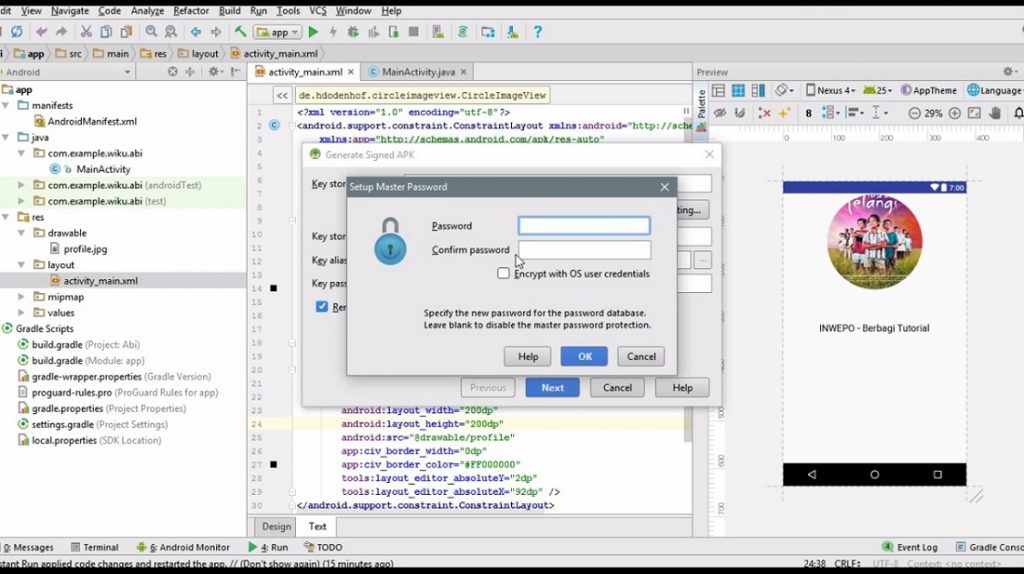 dit View Navigate Code Analyze Refactor Build Run Tools VCS Window Help
app
i app src main res layout activity_main.xml
Android
activity_main.xml MainActivity.java
Preview
<< de.hdodenhof.circleimageview.CircleImageView
Palette
Nexus 4 25 AppTheme Language
29%
app
manifests
AndroidManifest.xml
java
com.example.wiku.abi
MainActivity
com.example.wiku.abi (androidTest)
com.example.wiku.abi (test)
res
drawable
profile.jpg
layout
activity_main.xml
mipmap
values
Gradle Scripts
build.gradle (Project: Abi)
build.gradle (Module: app)
gradle-wrapper.properties (Gradle Version)
proguard-rules.pro (ProGuard Rules for app)
gradle.properties (Project Properties)
settings.gradle (Project Settings)
local.properties (SDK Location)
1 <?xml version="1.0" encoding="utf-8"?>
2 <android.support.constraint.ConstraintLayout xmlns:android="http://sche
3 xmlns:app="http://schemas.android.com/apk/res-auto"
Generate Signed APK
Key stor
ting...
Key stor
Key alias
...
Key pass
Rem
Setup Master Password
Password
Confirm password
Encrypt with OS user credentials
Specify the new password for the password database.
Leave blank to disable the master password protection.
Help OK Cancel
Previous Next Cancel Help
23 android:layout_width="200dp"
24 android:layout_height="200dp"
25 android:src="@drawable/profile"
26 app:civ_border_width="0dp"
27 app:civ_border_color="#FF000000"
28 tools:layout_editor_absoluteY="2dp"
29 tools:layout_editor_absoluteX="92dp" />
30 </android.support.constraint.ConstraintLayout>
Design Text
0 100 200 300 400
7:00
INWEPO - Berbagi Tutorial
0: Messages Terminal 6: Android Monitor 4: Run TODO
Event Log Gradle Conso
stant Run applied code changes and restarted the app. // (Don't show again) (15 minutes ago)
24:38 CRLF: UTF-8 Context: <no context>